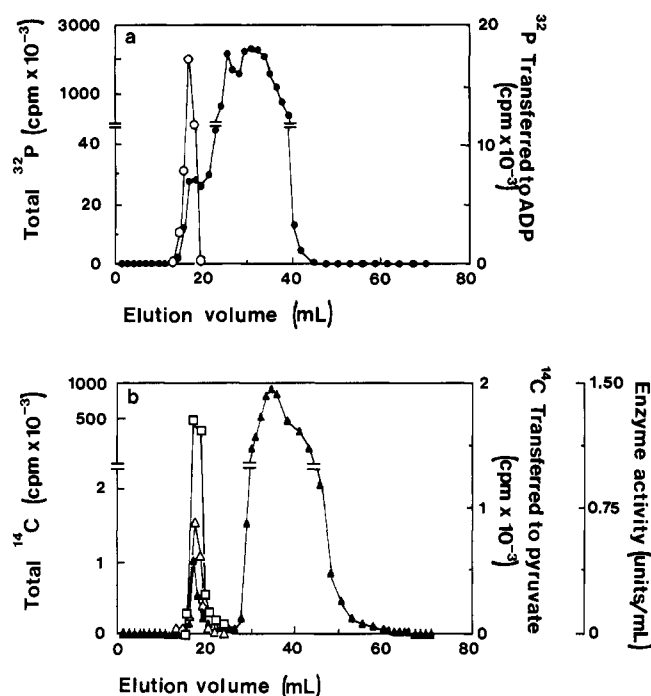 a
3000
1000
40
20
0
Total ³²P (cpm x 10⁻³)
20
10
0
³²P Transferred to ADP
(cpm x 10⁻³)
0 20 40 60 80
Elution volume (mL)
b
1000
500
2
1
0
Total ¹⁴C (cpm x 10⁻³)
2
1
0
¹⁴C Transferred to pyruvate
(cpm x 10⁻³)
1.50
0.75
0
Enzyme activity (units/mL)
0 20 40 60 80
Elution volume (mL)